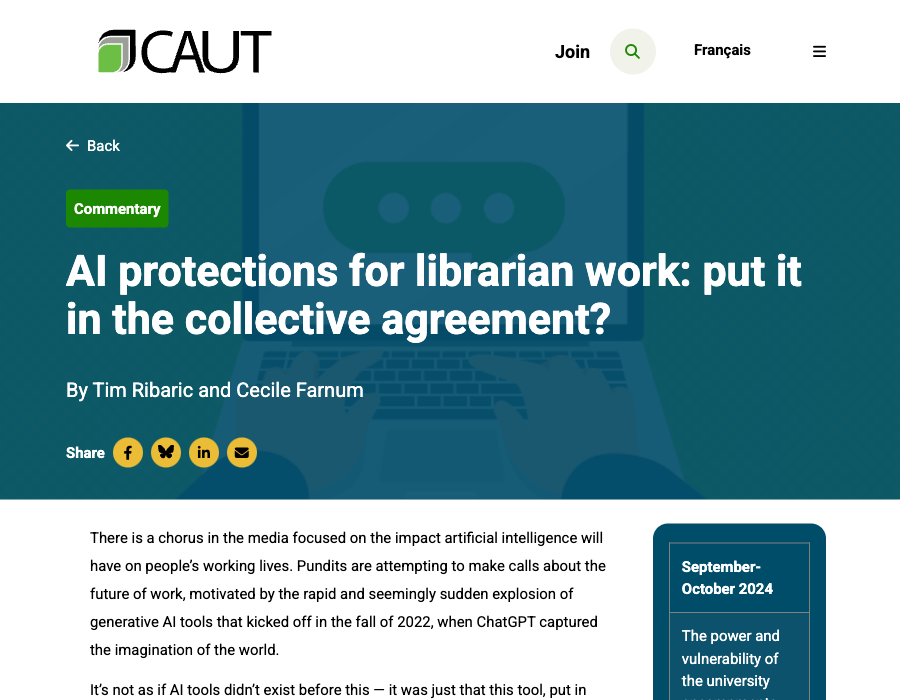 CAUT
Join
Français
Back
Commentary
AI protections for librarian work: put it
in the collective agreement?
By Tim Ribaric and Cecile Farnum
Share
There is a chorus in the media focused on the impact artificial intelligence will
have on people’s working lives. Pundits are attempting to make calls about the
future of work, motivated by the rapid and seemingly sudden explosion of
generative AI tools that kicked off in the fall of 2022, when ChatGPT captured
the imagination of the world.
It’s not as if AI tools didn’t exist before this — it was just that this tool, put in
September-
October 2024
The power and
vulnerability of
the university